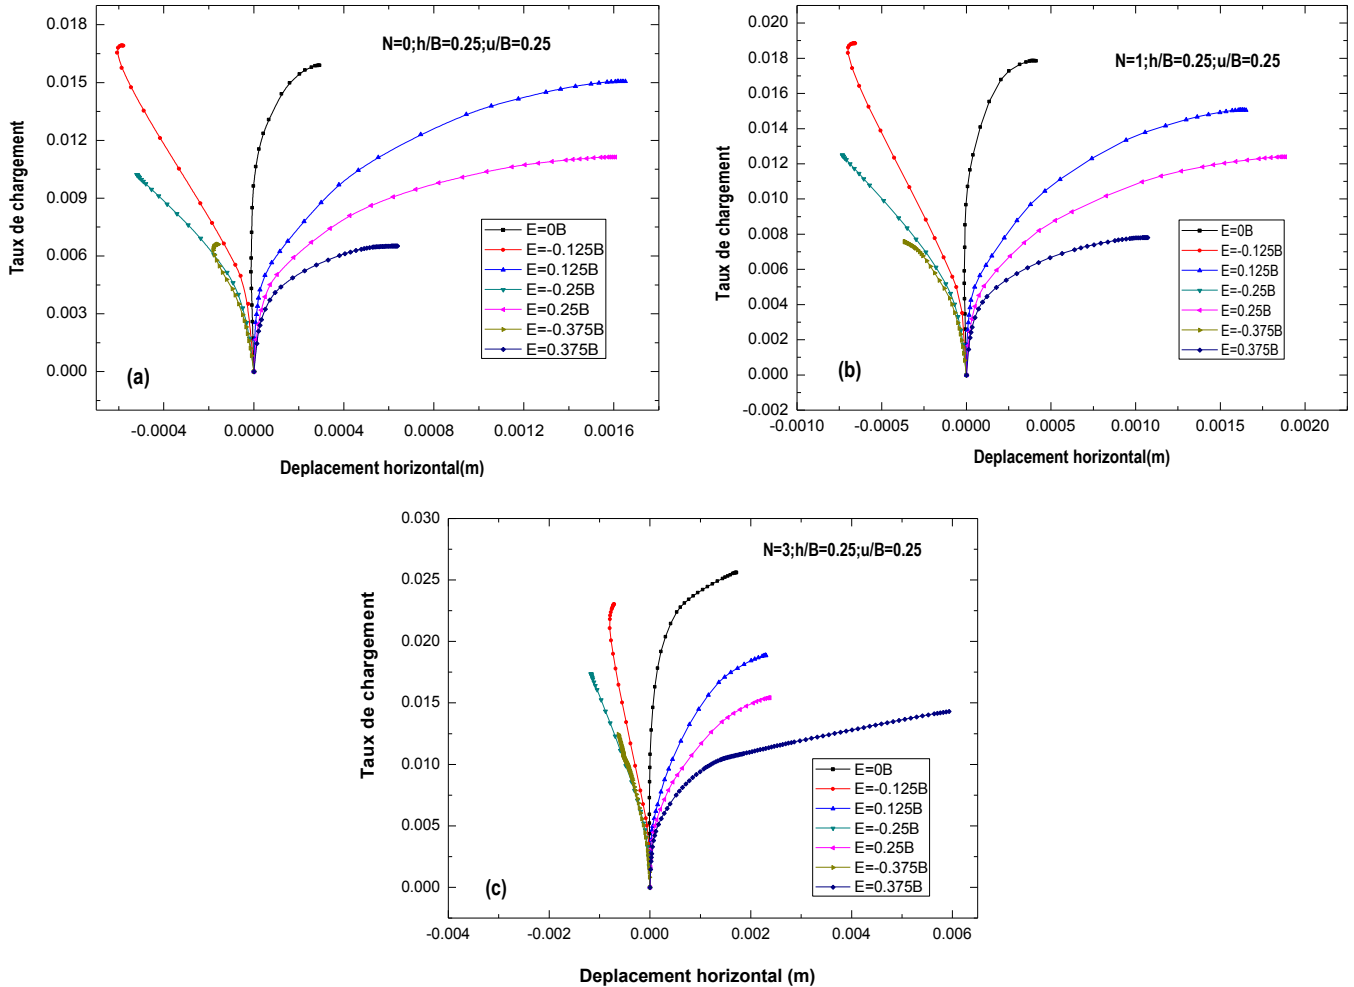 N=0;h/B=0.25;u/B=0.25
0.018
0.015
0.012
0.009
0.006
0.003
0.000
Taux de chargement
E=0B
E=-0.125B
E=0.125B
E=-0.25B
E=0.25B
E=-0.375B
E=0.375B
(a)
-0.0004 0.0000 0.0004 0.0008 0.0012 0.0016
Deplacement horizontal(m)
N=1;h/B=0.25;u/B=0.25
0.020
0.018
0.016
0.014
0.012
0.010
0.008
0.006
0.004
0.002
0.000
-0.002
Taux de chargement
E=0B
E=-0.125B
E=0.125B
E=-0.25B
E=0.25B
E=-0.375B
E=0.375B
(b)
-0.0010 -0.0005 0.0000 0.0005 0.0010 0.0015 0.0020
Deplacement horizontal(m)
N=3;h/B=0.25;u/B=0.25
0.030
0.025
0.020
0.015
0.010
0.005
0.000
Taux de chargement
E=0B
E=-0.125B
E=0.125B
E=-0.25B
E=0.25B
E=-0.375B
E=0.375B
(c)
-0.004 -0.002 0.000 0.002 0.004 0.006
Deplacement horizontal (m)